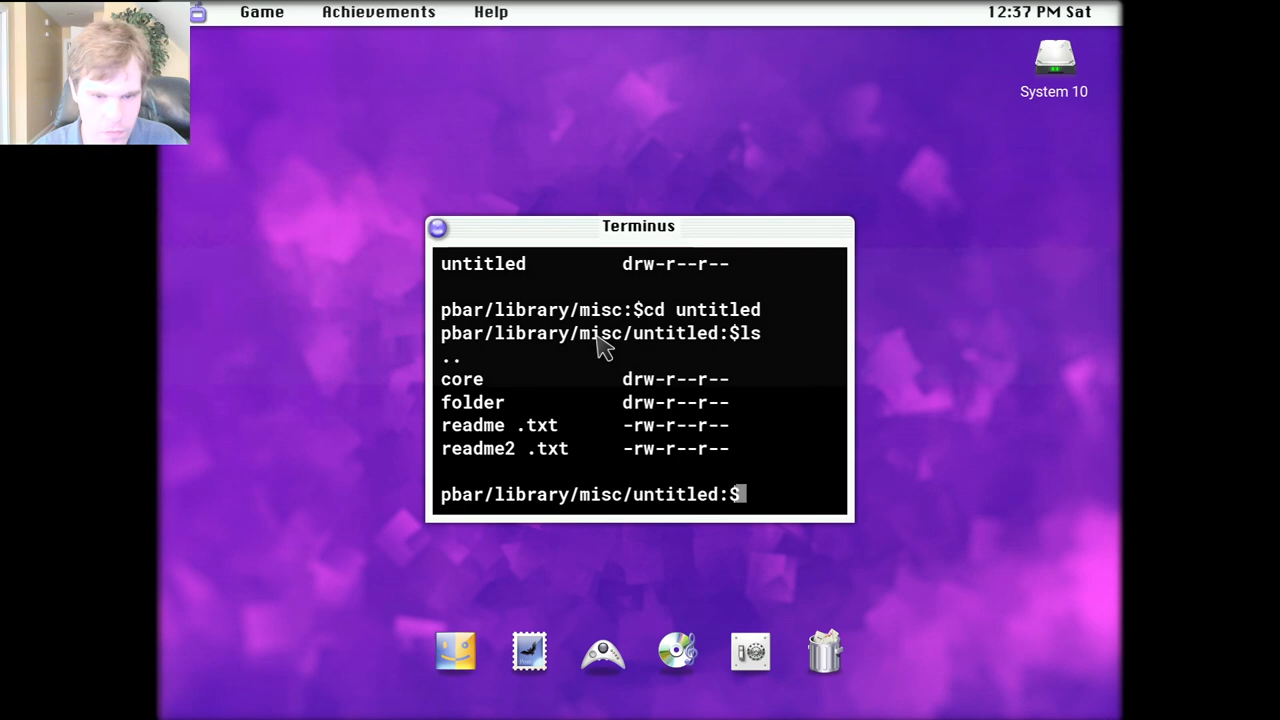 Game Achievements Help 12:37 PM Sat
System 10
Terminus
untitled drw-r--r--
pbar/library/misc:$cd untitled
pbar/library/misc/untitled:$ls
..
core drw-r--r--
folder drw-r--r--
readme .txt -rw-r--r--
readme2 .txt -rw-r--r--
pbar/library/misc/untitled:$